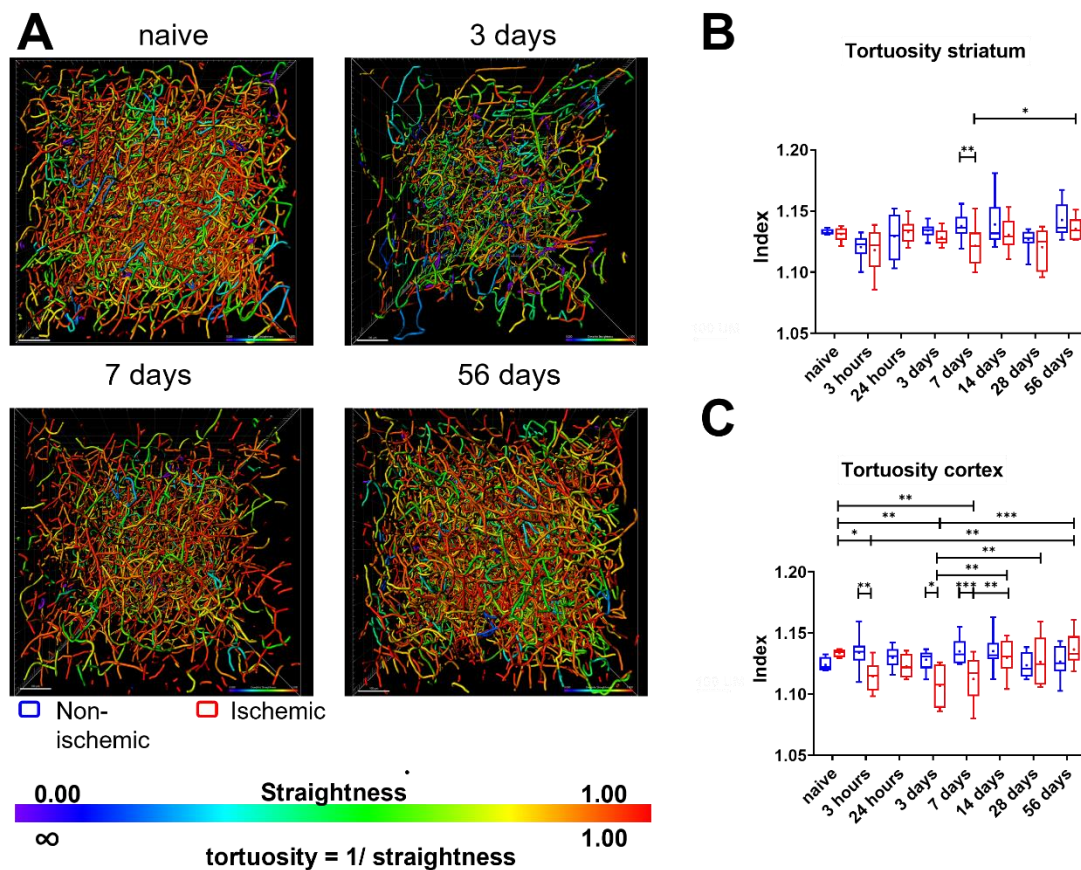 A
naive
3 days
7 days
56 days
Non-
ischemic
Ischemic
0.00
Straightness
1.00
∞
tortuosity = 1/ straightness
1.00
B
Tortuosity striatum
*
**
1.20
1.15
1.10
1.05
Index
naive
3 hours
24 hours
3 days
7 days
14 days
28 days
56 days
C
Tortuosity cortex
**
**
***
*
**
**
**
**
*
***
**
1.20
1.15
1.10
1.05
Index
naive
3 hours
24 hours
3 days
7 days
14 days
28 days
56 days